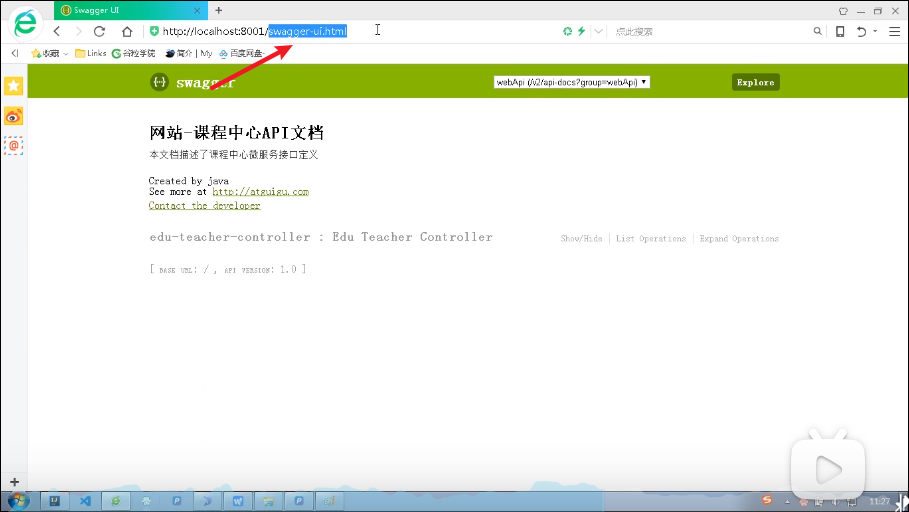 Swagger UI
http://localhost:8001/swagger-ui.html
点此搜索
收藏 Links 谷粒学院 简介 | My 百度网盘-
swagger
webApi (/v2/api-docs?group=webApi)
Explore
网站-课程中心API文档
本文档描述了课程中心微服务接口定义
Created by java
See more at http://atguigu.com
Contact the developer
edu-teacher-controller : Edu Teacher Controller
Show/Hide | List Operations | Expand Operations
[ BASE URL: / , API VERSION: 1.0 ]
11:27